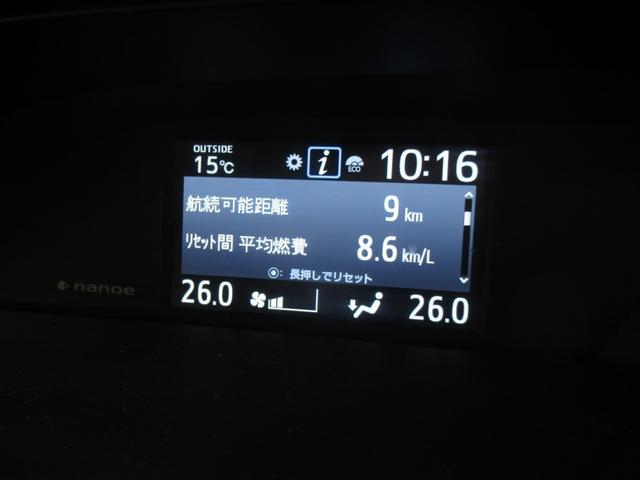 OUTSIDE
15℃ i ECO 10:16
航続可能距離 9 km
ﾘｾｯﾄ間 平均燃費 8.6 km/L
◉: 長押しでリセット
nanoe
26.0 26.0